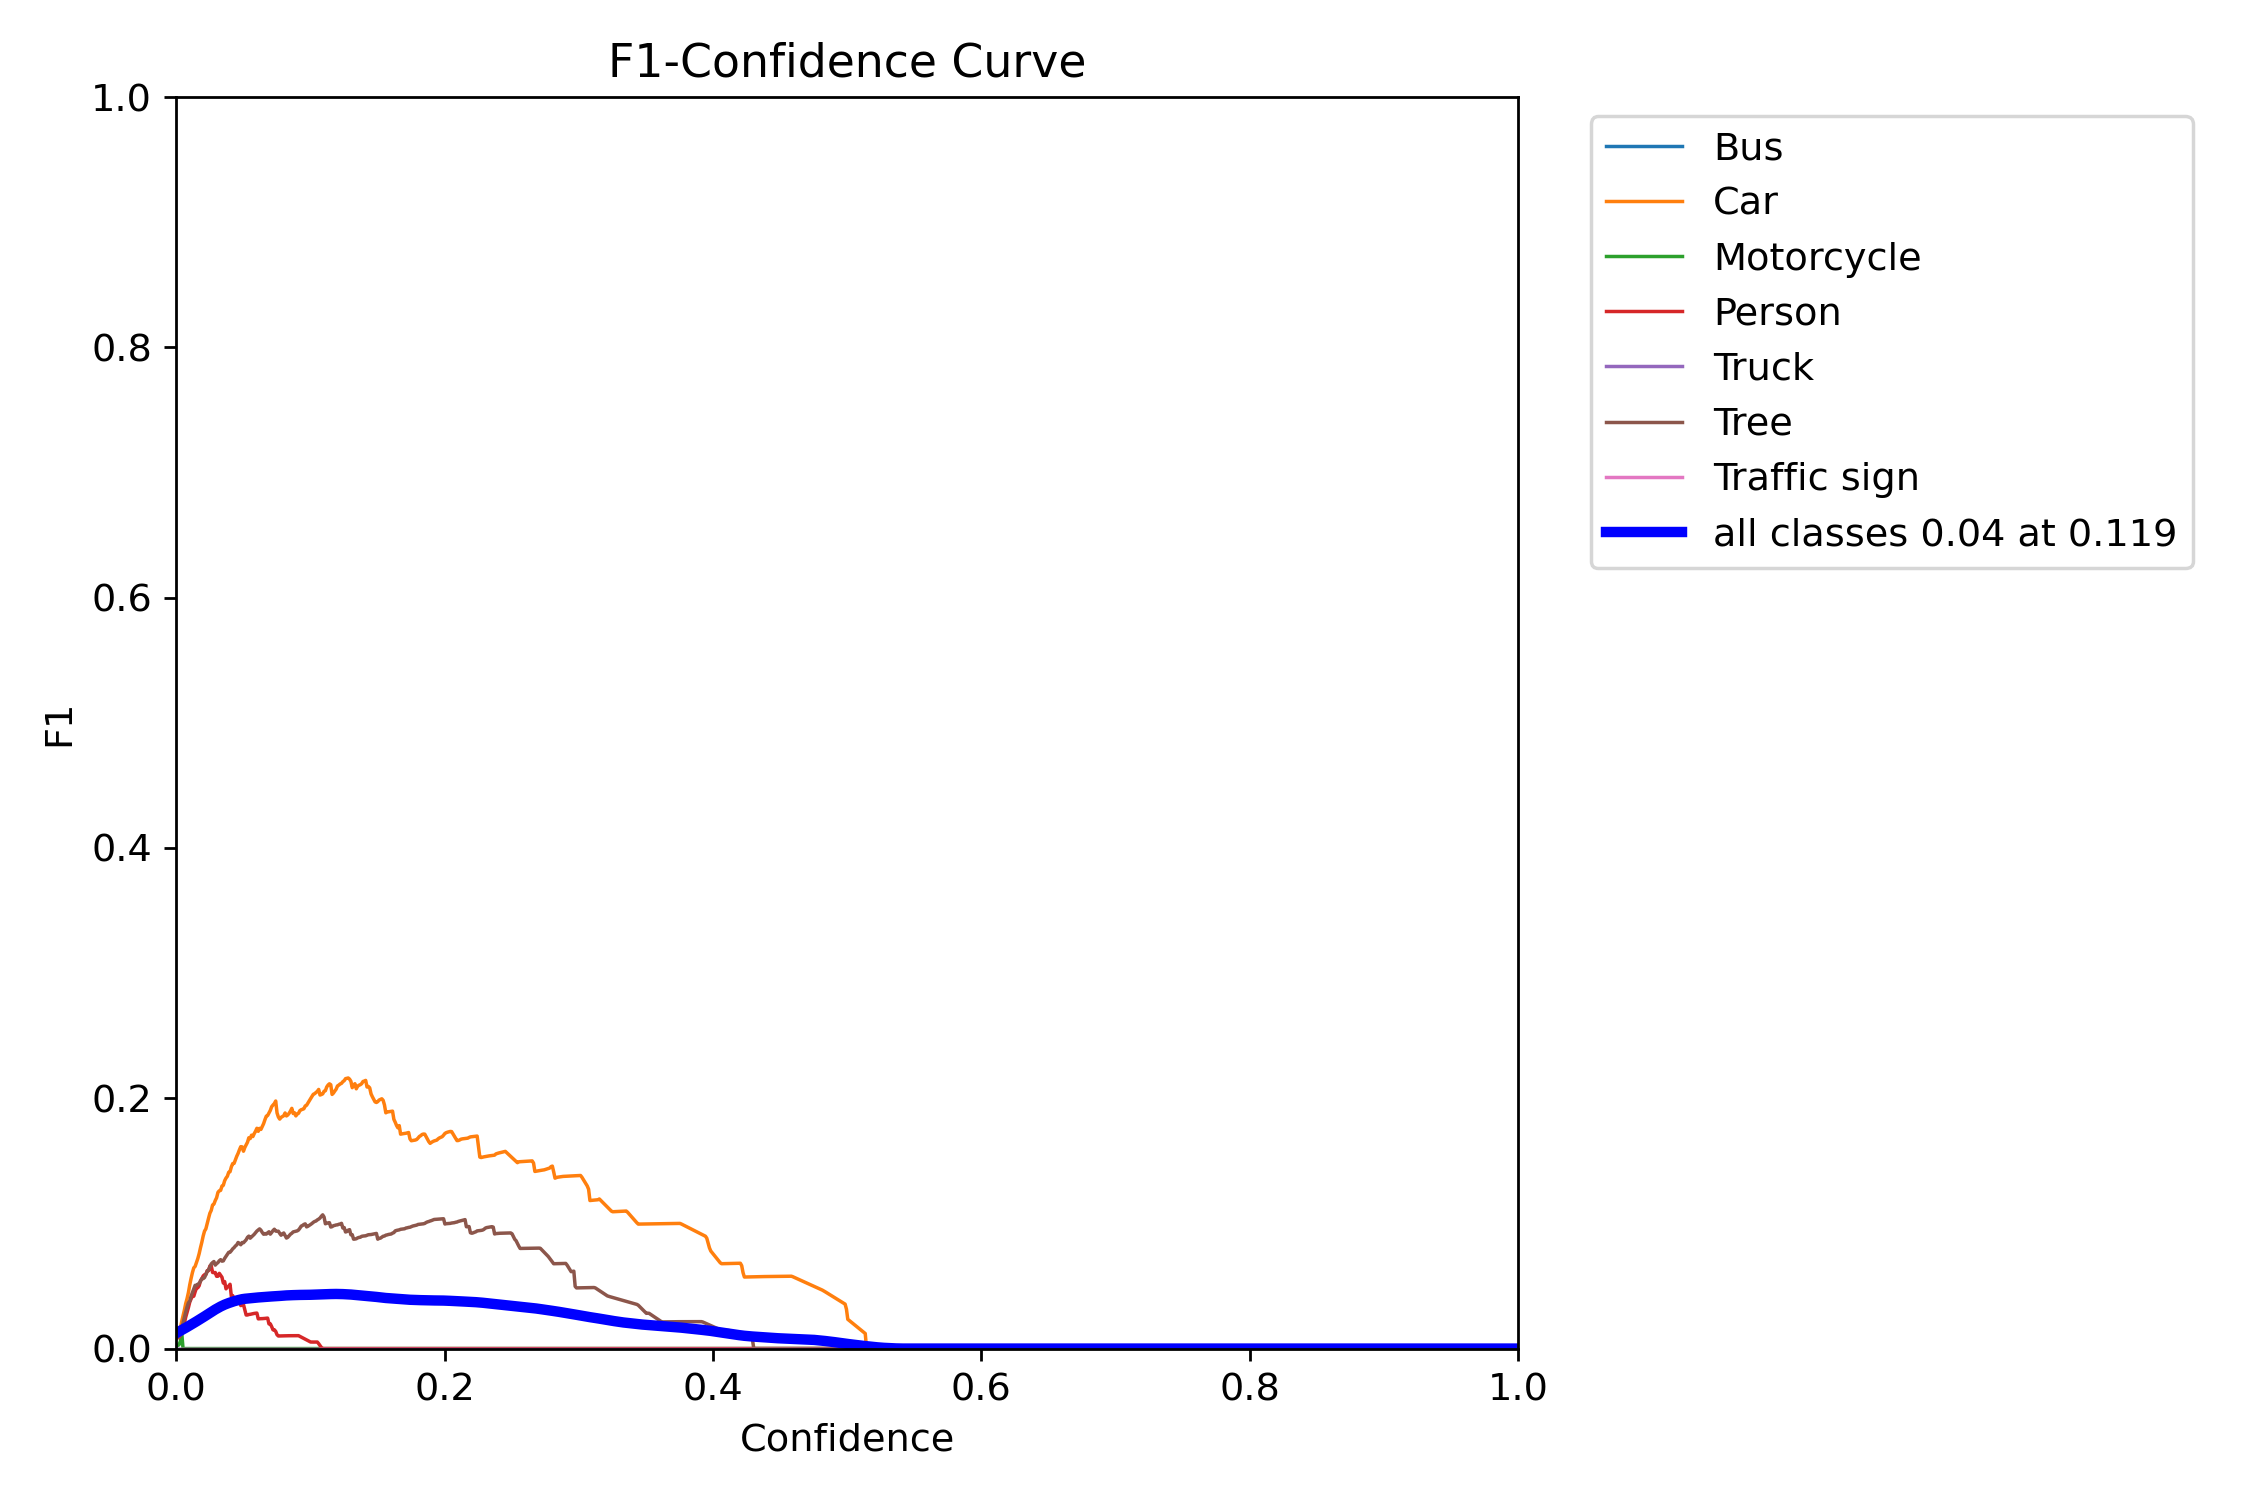 F1-Confidence Curve
1.0
0.8
0.6
0.4
0.2
0.0
F1
0.0 0.2 0.4 0.6 0.8 1.0
Confidence
Bus
Car
Motorcycle
Person
Truck
Tree
Traffic sign
all classes 0.04 at 0.119